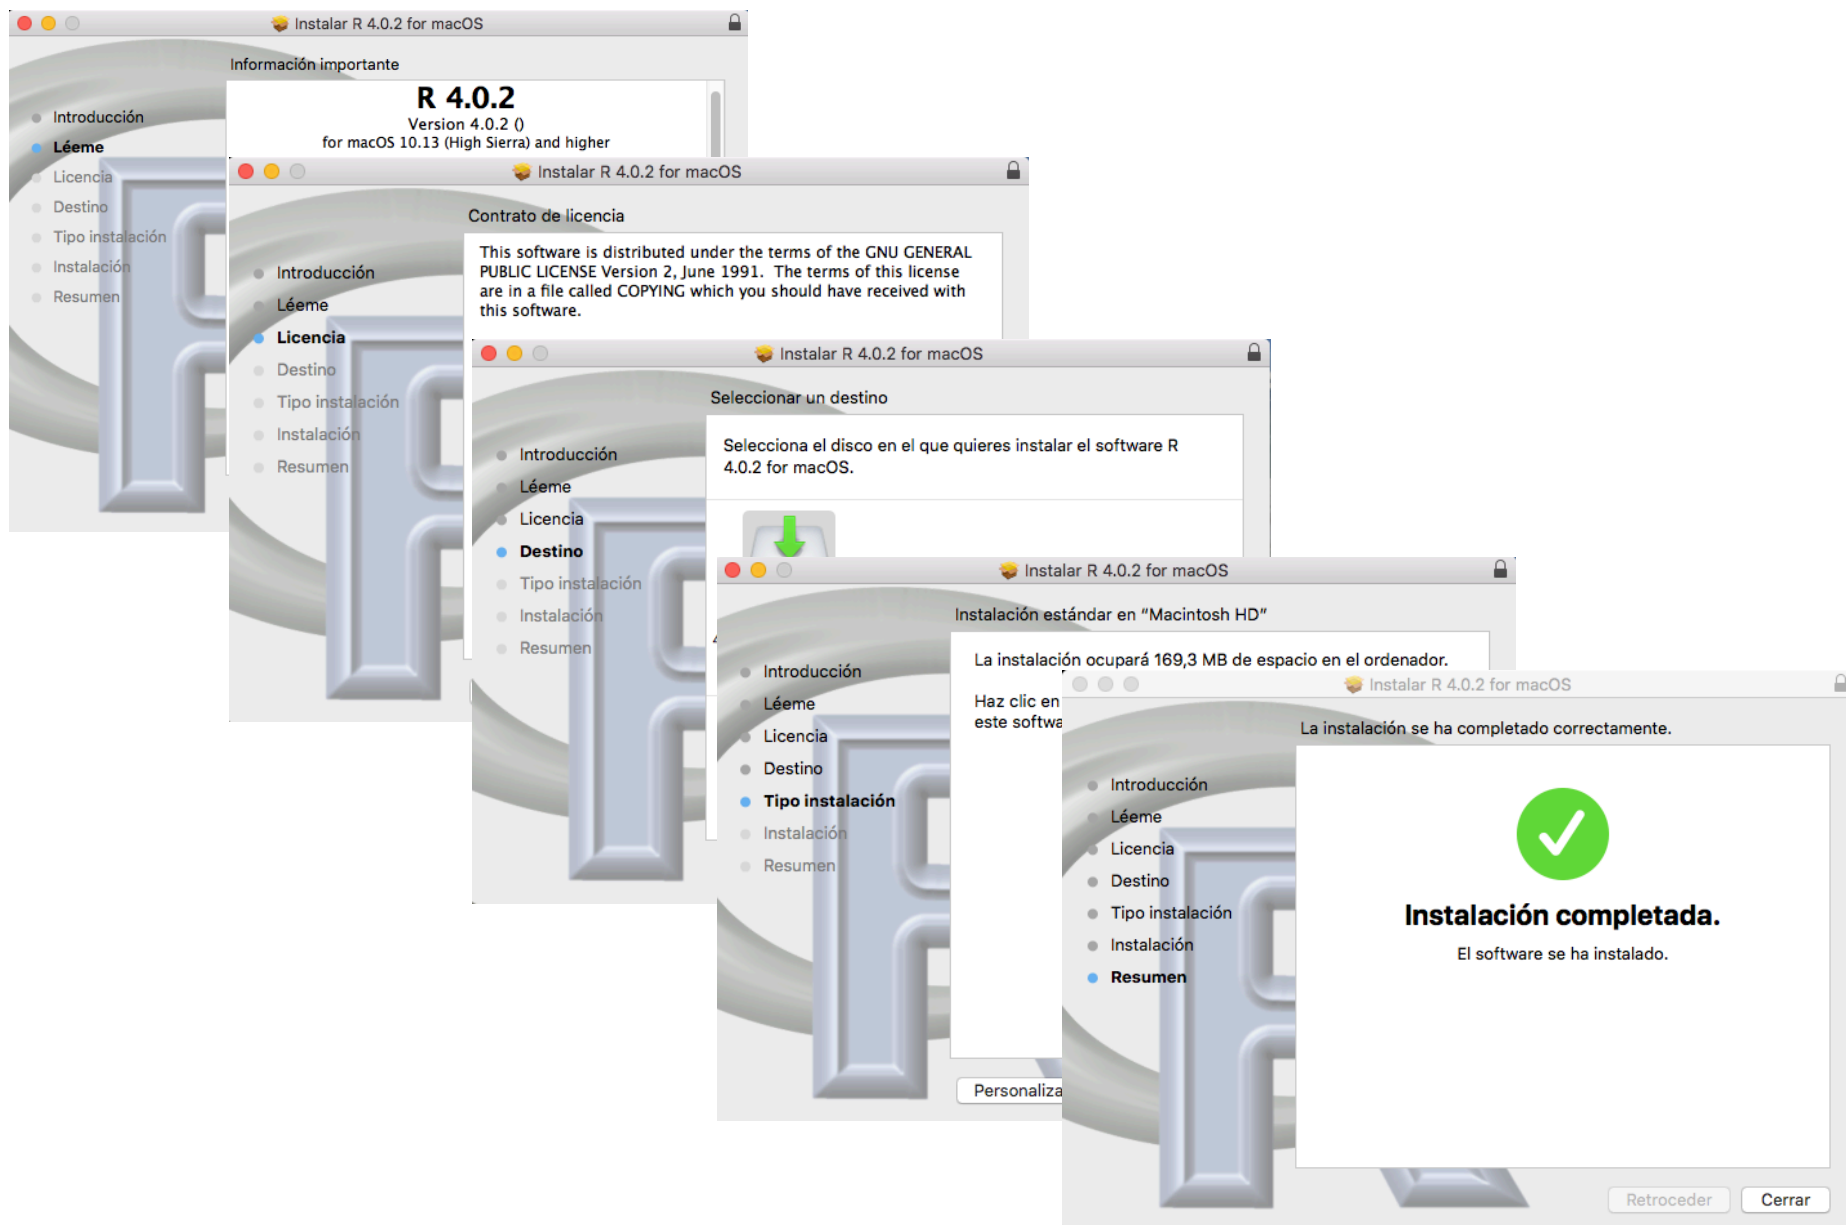 Instalar R 4.0.2 for macOS
Información importante
R 4.0.2
Version 4.0.2 ()
for macOS 10.13 (High Sierra) and higher
Introducción
Léeme
Licencia
Destino
Tipo instalación
Instalación
Resumen
Instalar R 4.0.2 for macOS
Contrato de licencia
This software is distributed under the terms of the GNU GENERAL
PUBLIC LICENSE Version 2, June 1991.  The terms of this license
are in a file called COPYING which you should have received with
this software.
Introducción
Léeme
Licencia
Destino
Tipo instalación
Instalación
Resumen
Instalar R 4.0.2 for macOS
Seleccionar un destino
Selecciona el disco en el que quieres instalar el software R
4.0.2 for macOS.
Introducción
Léeme
Licencia
Destino
Tipo instalación
Instalación
Resumen
Instalar R 4.0.2 for macOS
Instalación estándar en “Macintosh HD”
La instalación ocupará 169,3 MB de espacio en el ordenador.
Haz clic en
este softwa
Introducción
Léeme
Licencia
Destino
Tipo instalación
Instalación
Resumen
Personaliza
Instalar R 4.0.2 for macOS
La instalación se ha completado correctamente.
Introducción
Léeme
Licencia
Destino
Tipo instalación
Instalación
Resumen
Instalación completada.
El software se ha instalado.
Retroceder
Cerrar